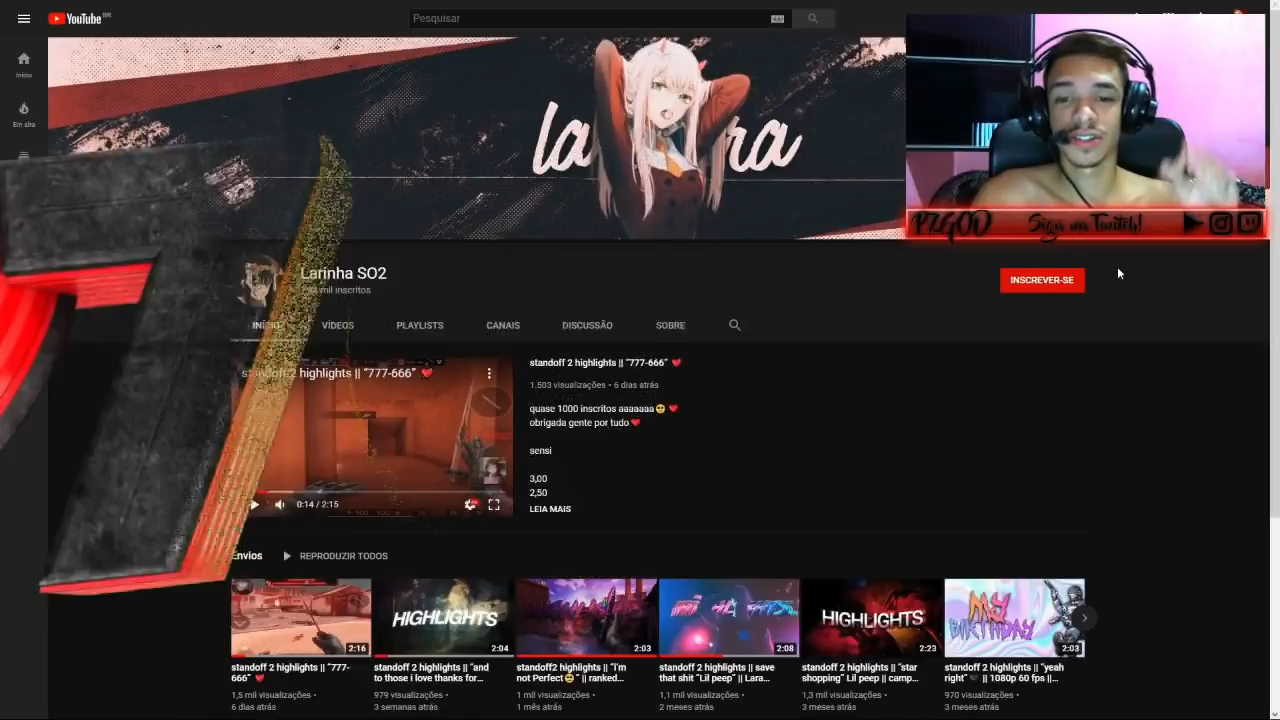 YouTube BR
Pesquisar
Início
Em alta
PZGOD Siga na Twitch!
Larinha SO2
mil inscritos
INSCREVER-SE
INÍCIO VÍDEOS PLAYLISTS CANAIS DISCUSSÃO SOBRE
standoff 2 highlights || "777-666" ❤️
standoff 2 highlights || "777-666" ❤️
1.503 visualizações • 6 dias atrás
quase 1000 inscritos aaaaaaa🥺❤️
obrigada gente por tudo❤️
sensi
3,00
2,50
LEIA MAIS
0:14 / 2:15
Envios REPRODUZIR TODOS
HIGHLIGHTS
HIGHLIGHTS
MY BIRTHDAY
2:16 2:04 2:03 2:08 2:23 2:03
standoff 2 highlights || "777-
666" ❤️
1,5 mil visualizações •
6 dias atrás
standoff 2 highlights || "and
to those i love thanks for...
979 visualizações •
3 semanas atrás
standoff2 highlights || "I'm
not Perfect🥺" || ranked...
1 mil visualizações •
1 mês atrás
standoff 2 highlights || save
that shit "Lil peep" || Lara...
1,1 mil visualizações •
2 meses atrás
standoff 2 highlights || "star
shopping" Lil peep || camp...
1,3 mil visualizações •
3 meses atrás
standoff 2 highlights || "yeah
right" 🖤 || 1080p 60 fps ||...
970 visualizações •
3 meses atrás